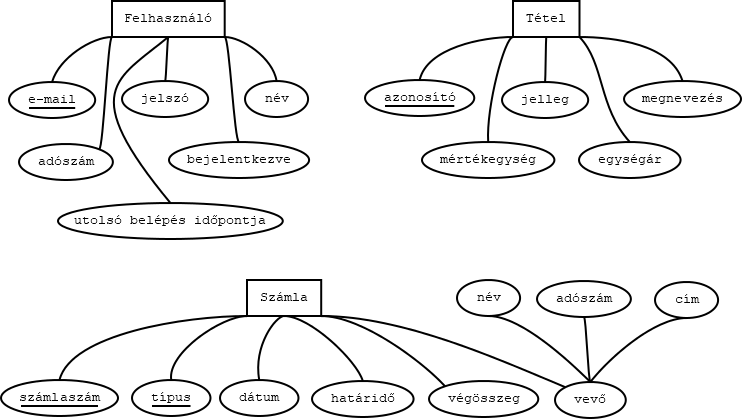 Felhasználó
Tétel
e-mail
jelszó
név
azonosító
jelleg
megnevezés
adószám
bejelentkezve
mértékegység
egységár
utolsó belépés időpontja
Számla
név
adószám
cím
számlaszám
típus
dátum
határidő
végösszeg
vevő